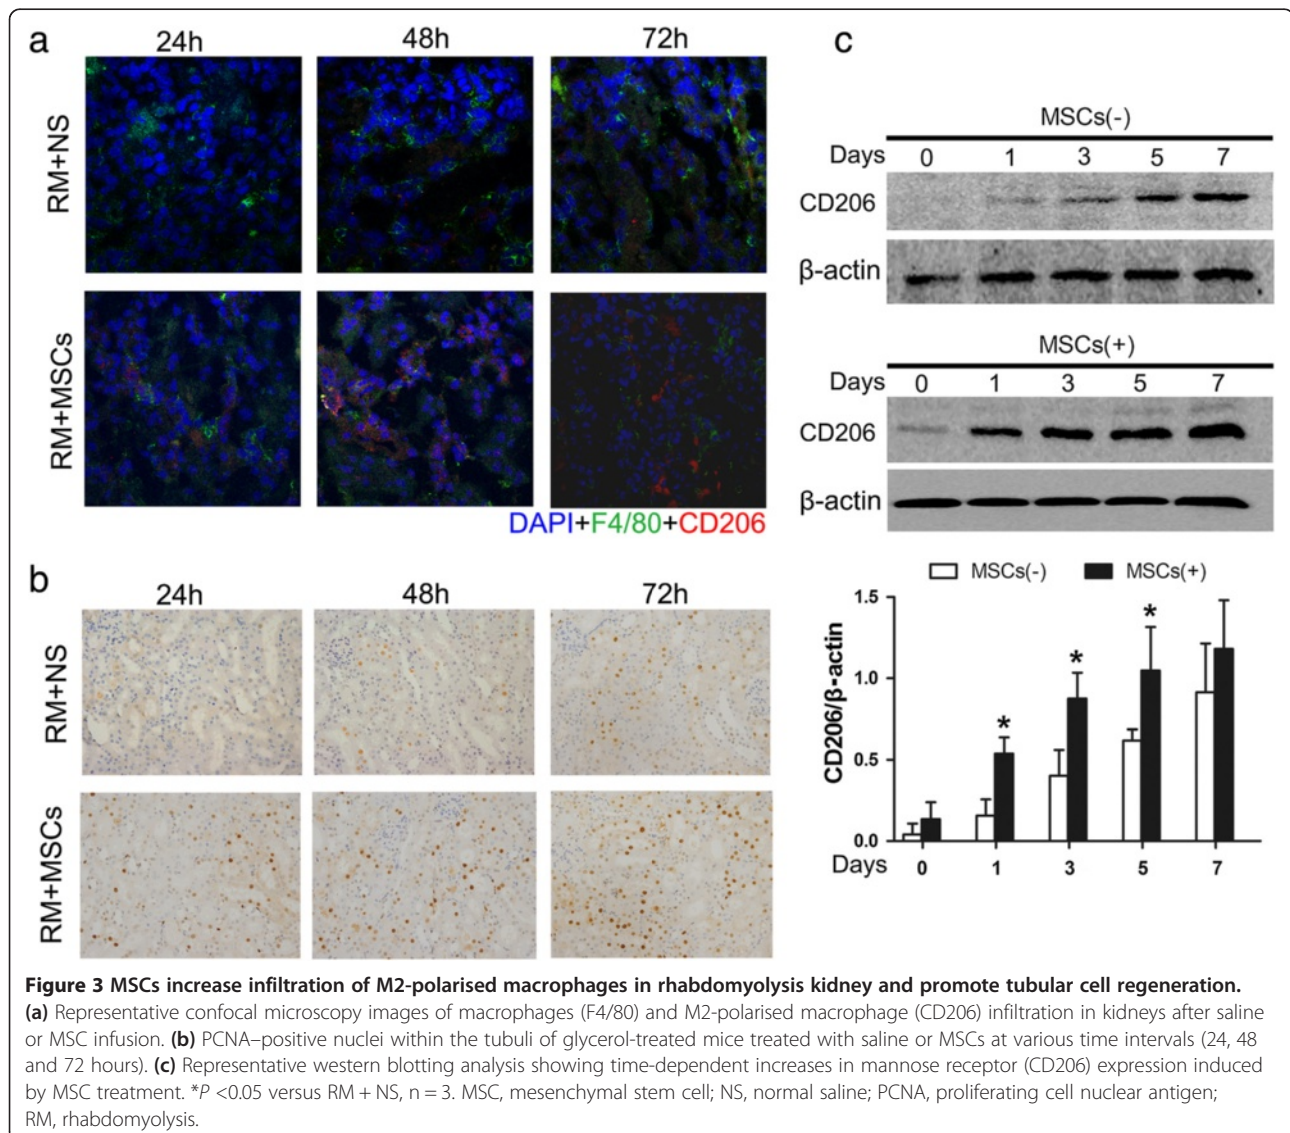 a
24h 48h 72h
RM+NS
RM+MSCs
DAPI+F4/80+CD206
b
24h 48h 72h
RM+NS
RM+MSCs
c
MSCs(-)
Days 0 1 3 5 7
CD206
β-actin
MSCs(+)
Days 0 1 3 5 7
CD206
β-actin
MSCs(-) MSCs(+)
CD206/β-actin
1.5
1.0
0.5
0.0
* * *
Days 0 1 3 5 7
Figure 3 MSCs increase infiltration of M2-polarised macrophages in rhabdomyolysis kidney and promote tubular cell regeneration.
(a) Representative confocal microscopy images of macrophages (F4/80) and M2-polarised macrophage (CD206) infiltration in kidneys after saline
or MSC infusion. (b) PCNA–positive nuclei within the tubuli of glycerol-treated mice treated with saline or MSCs at various time intervals (24, 48
and 72 hours). (c) Representative western blotting analysis showing time-dependent increases in mannose receptor (CD206) expression induced
by MSC treatment. *P <0.05 versus RM + NS, n = 3. MSC, mesenchymal stem cell; NS, normal saline; PCNA, proliferating cell nuclear antigen;
RM, rhabdomyolysis.